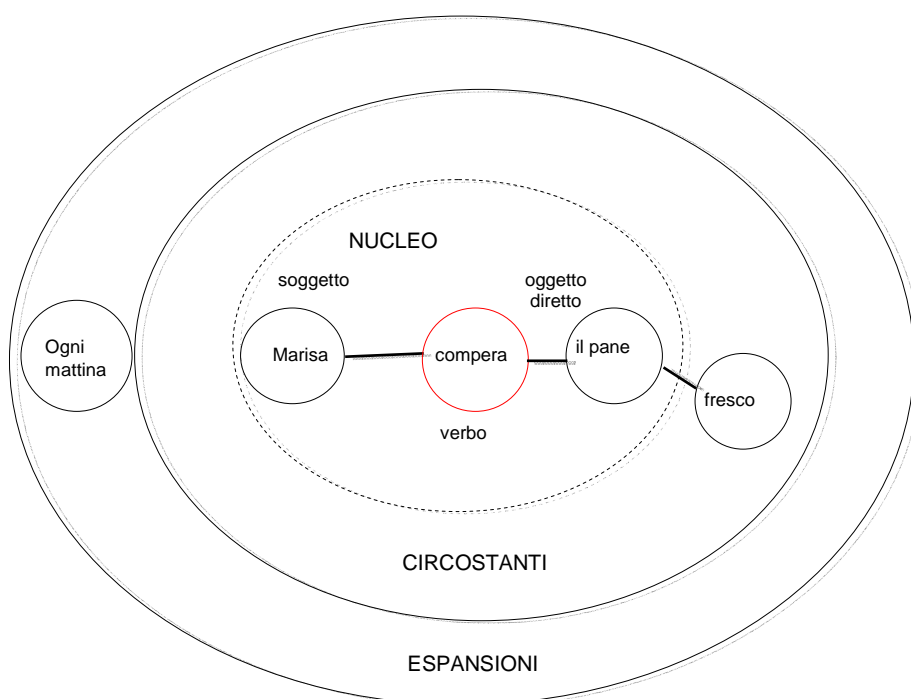 NUCLEO
soggetto
oggetto
diretto
Ogni
mattina
Marisa
compera
il pane
fresco
verbo
CIRCOSTANTI
ESPANSIONI